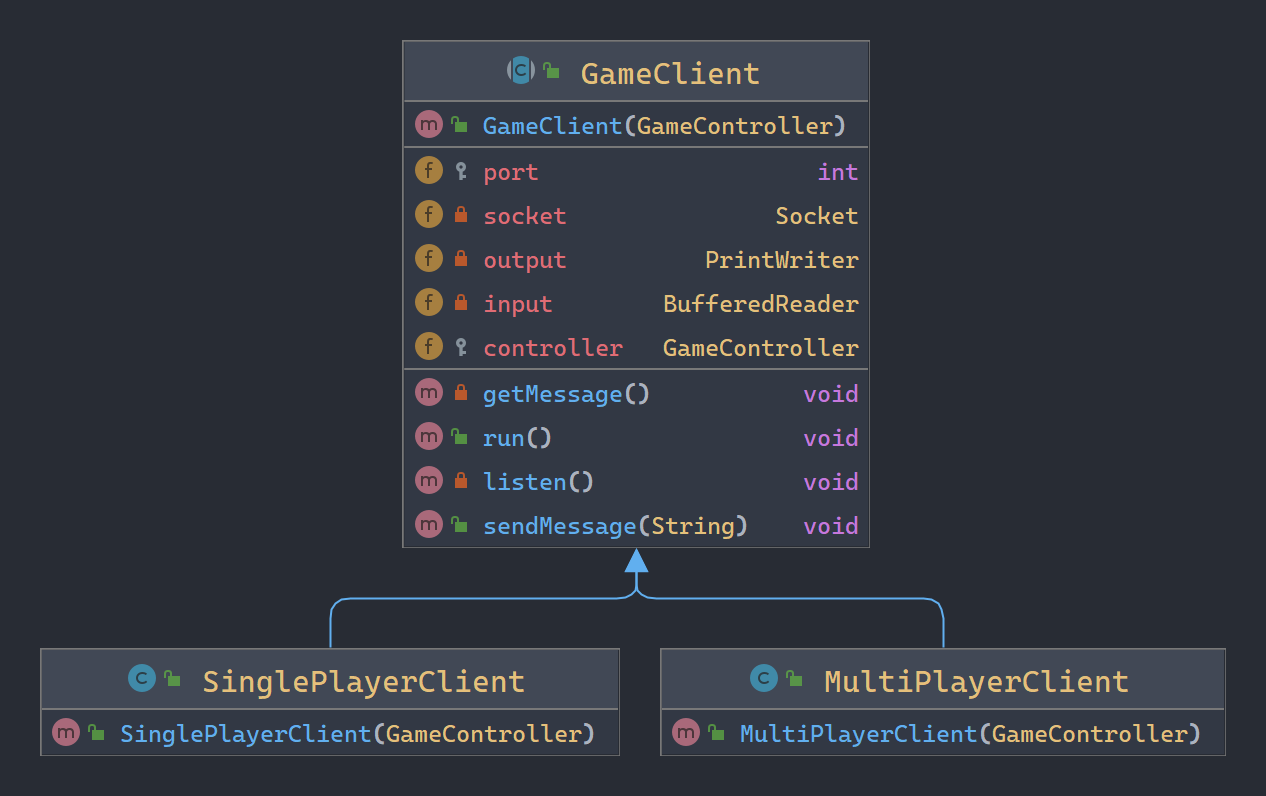 GameClient
GameClient(GameController)
port int
socket Socket
output PrintWriter
input BufferedReader
controller GameController
getMessage() void
run() void
listen() void
sendMessage(String) void
SinglePlayerClient
SinglePlayerClient(GameController)
MultiPlayerClient
MultiPlayerClient(GameController)